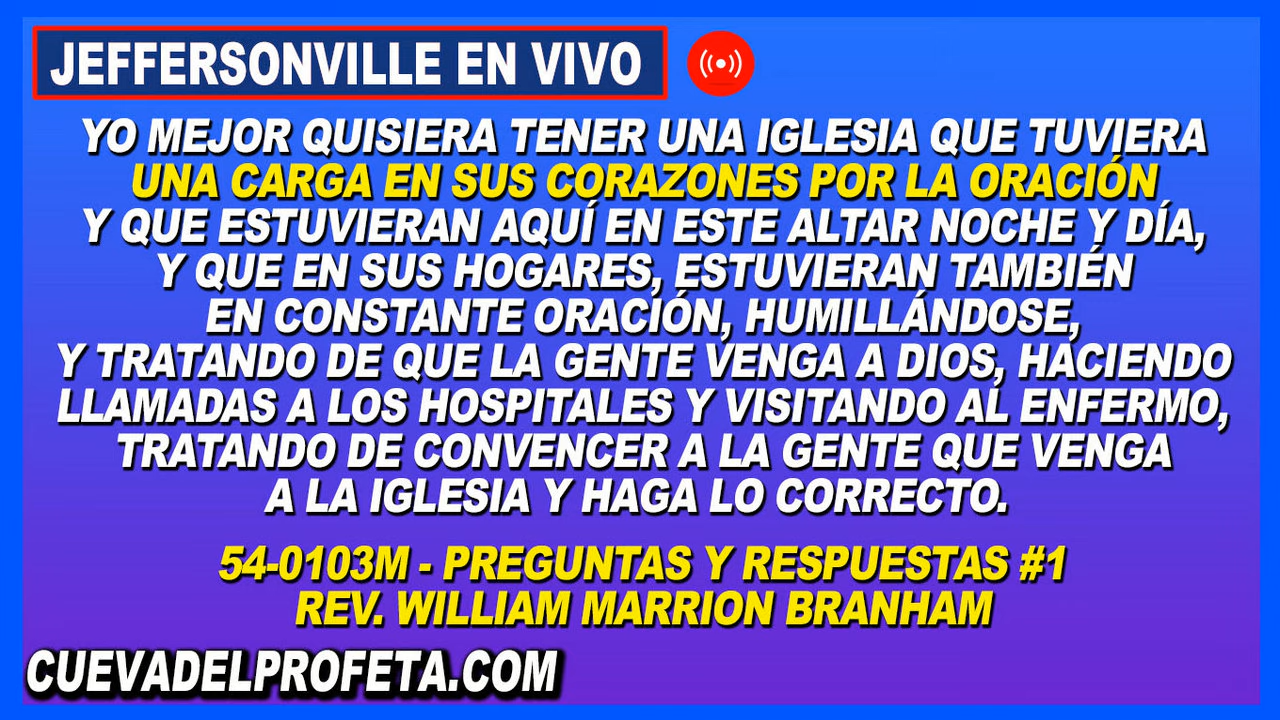 JEFFERSONVILLE EN VIVO
YO MEJOR QUISIERA TENER UNA IGLESIA QUE TUVIERA
UNA CARGA EN SUS CORAZONES POR LA ORACIÓN
Y QUE ESTUVIERAN AQUÍ EN ESTE ALTAR NOCHE Y DÍA,
Y QUE EN SUS HOGARES, ESTUVIERAN TAMBIÉN
EN CONSTANTE ORACIÓN, HUMILLÁNDOSE,
Y TRATANDO DE QUE LA GENTE VENGA A DIOS, HACIENDO
LLAMADAS A LOS HOSPITALES Y VISITANDO AL ENFERMO,
TRATANDO DE CONVENCER A LA GENTE QUE VENGA
A LA IGLESIA Y HAGA LO CORRECTO.
54-0103M - PREGUNTAS Y RESPUESTAS #1
REV. WILLIAM MARRION BRANHAM
CUEVADELPROFETA.COM